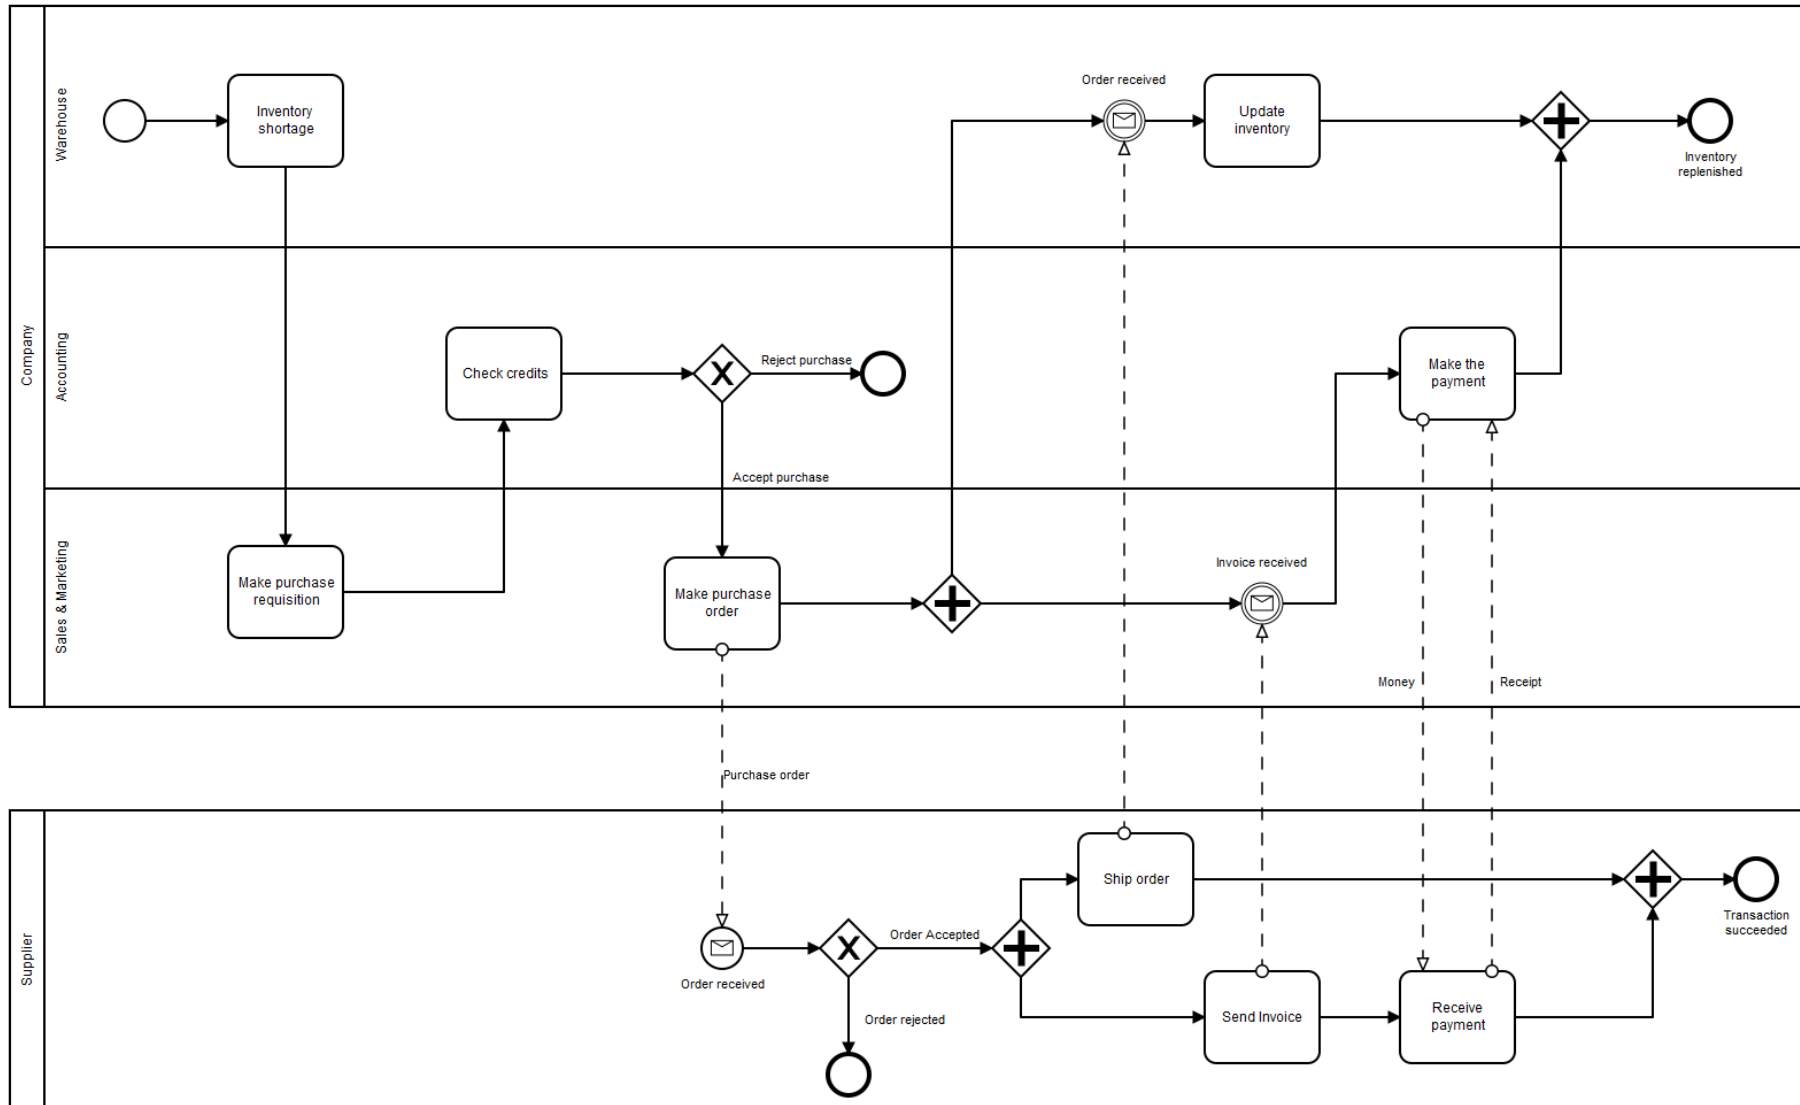 Company
Warehouse
Inventory
shortage
Order received
Update
inventory
Inventory
replenished
Accounting
Check credits
Reject purchase
Accept purchase
Make the
payment
Sales & Marketing
Make purchase
requisition
Make purchase
order
Invoice received
Money
Receipt
Purchase order
Supplier
Order received
Order Accepted
Order rejected
Ship order
Send Invoice
Receive
payment
Transaction
succeeded